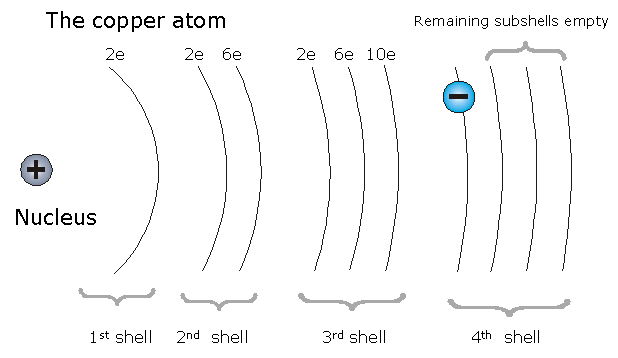 The copper atom
Remaining subshells empty
2e 2e 6e 2e 6e 10e
+
−
Nucleus
1st shell 2nd shell 3rd shell 4th shell